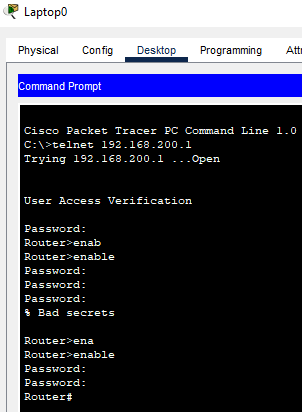 Laptop0
Physical Config Desktop Programming
Command Prompt
Cisco Packet Tracer PC Command Line 1.0
C:\>telnet 192.168.200.1
Trying 192.168.200.1 ...Open
User Access Verification
Password:
Router>enab
Router>enable
Password:
Password:
Password:
% Bad secrets
Router>ena
Router>enable
Password:
Password:
Router#